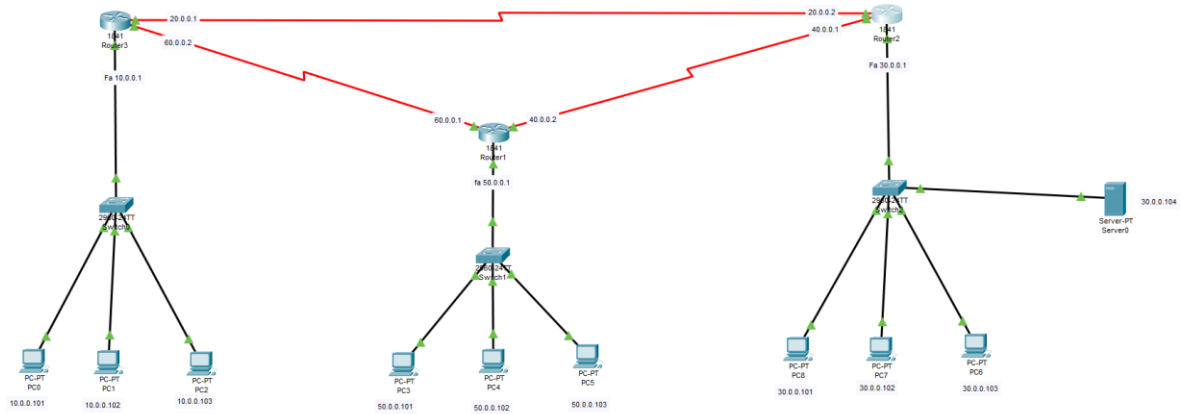 20.0.0.1
20.0.0.2
1841
Router3
60.0.0.2
1841
Router2
40.0.0.1
Fa 10.0.0.1
Fa 30.0.0.1
60.0.0.1
40.0.0.2
1841
Router1
fa 50.0.0.1
2960-24TT
Switch0
2960-24TT
Switch1
2960-24TT
Server-PT
Server0
30.0.0.104
PC-PT
PC0
PC-PT
PC1
PC-PT
PC2
PC-PT
PC3
PC-PT
PC4
PC-PT
PC5
PC-PT
PC8
PC-PT
PC7
PC-PT
PC6
10.0.0.101
10.0.0.102
10.0.0.103
50.0.0.101
50.0.0.102
50.0.0.103
30.0.0.101
30.0.0.102
30.0.0.103